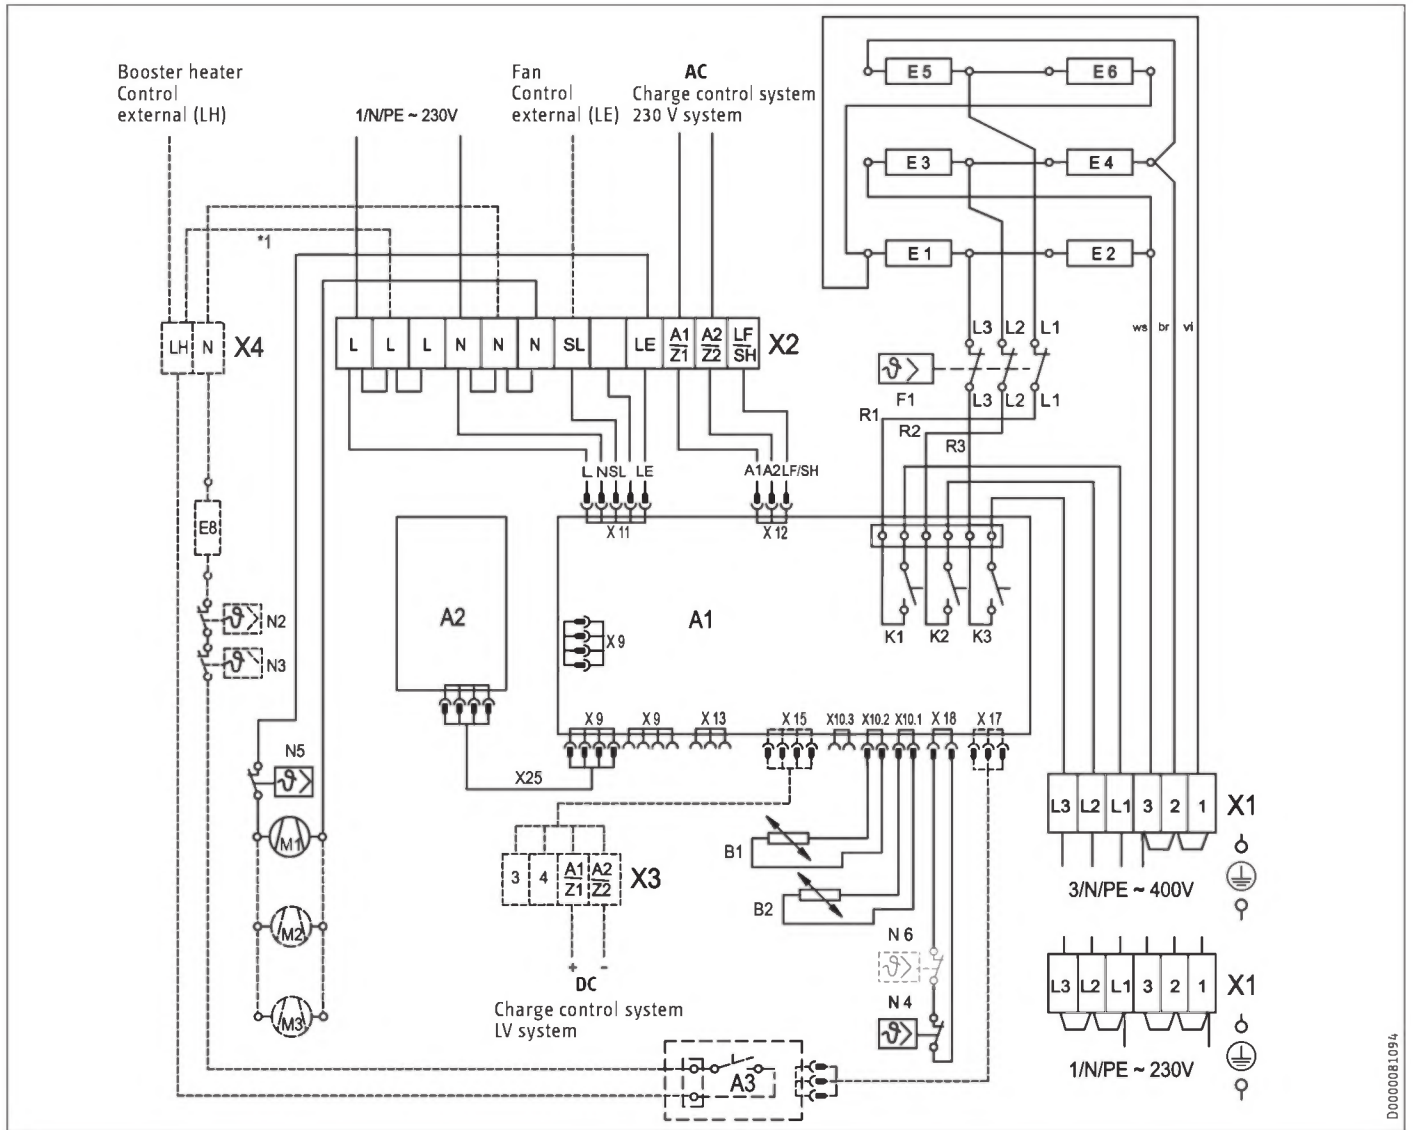 Booster heater
Control
external (LH)
1/N/PE ~ 230V
Fan
Control
external (LE)
AC
Charge control system
230 V system
E 5
E 6
E 3
E 4
E 1
E 2
*1
ws
br
vi
LH
N
X4
L
L
L
N
N
N
SL
LE
A1
Z1
A2
Z2
LF
SH
X2
L3
L2
L1
F1
L3
L2
L1
R1
R2
R3
L
N
SL
LE
A1
A2
LF/SH
X 11
X 12
E8
A2
A1
X 9
K1
K2
K3
N2
N3
X 9
X 9
X 13
X 15
X10.3
X10.2
X10.1
X 18
X 17
N5
X25
M1
M2
M3
L3
L2
L1
3
2
1
X1
3/N/PE ~ 400V
B1
B2
3
4
A1
Z1
A2
Z2
X3
+
-
DC
Charge control system
LV system
N 6
N 4
L3
L2
L1
3
2
1
X1
1/N/PE ~ 230V
A3
D0000081094